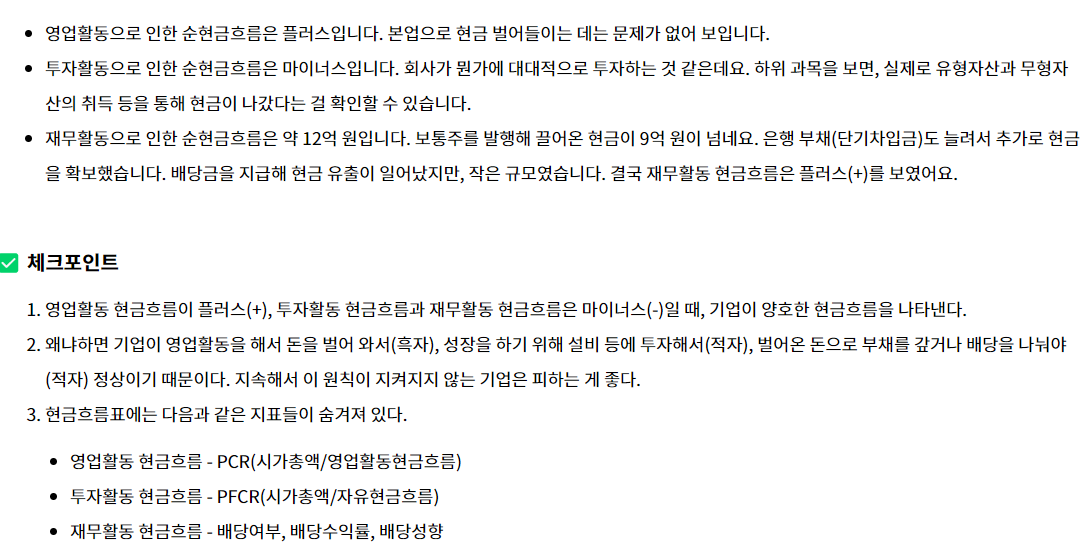 • 영업활동으로 인한 순현금흐름은 플러스입니다. 본업으로 현금 벌어들이는 데는 문제가 없어 보입니다.
• 투자활동으로 인한 순현금흐름은 마이너스입니다. 회사가 뭔가에 대대적으로 투자하는 것 같은데요. 하위 과목을 보면, 실제로 유형자산과 무형자
산의 취득 등을 통해 현금이 나갔다는 걸 확인할 수 있습니다.
• 재무활동으로 인한 순현금흐름은 약 12억 원입니다. 보통주를 발행해 끌어온 현금이 9억 원이 넘네요. 은행 부채(단기차입금)도 늘려서 추가로 현금
을 확보했습니다. 배당금을 지급해 현금 유출이 일어났지만, 작은 규모였습니다. 결국 재무활동 현금흐름은 플러스(+)를 보였어요.
✅ 체크포인트
1. 영업활동 현금흐름이 플러스(+), 투자활동 현금흐름과 재무활동 현금흐름은 마이너스(-)일 때, 기업이 양호한 현금흐름을 나타낸다.
2. 왜냐하면 기업이 영업활동을 해서 돈을 벌어 와서(흑자), 성장을 하기 위해 설비 등에 투자해서(적자), 벌어온 돈으로 부채를 갚거나 배당을 나눠야
(적자) 정상이기 때문이다. 지속해서 이 원칙이 지켜지지 않는 기업은 피하는 게 좋다.
3. 현금흐름표에는 다음과 같은 지표들이 숨겨져 있다.
• 영업활동 현금흐름 - PCR(시가총액/영업활동현금흐름)
• 투자활동 현금흐름 - PFCR(시가총액/자유현금흐름)
• 재무활동 현금흐름 - 배당여부, 배당수익률, 배당성향